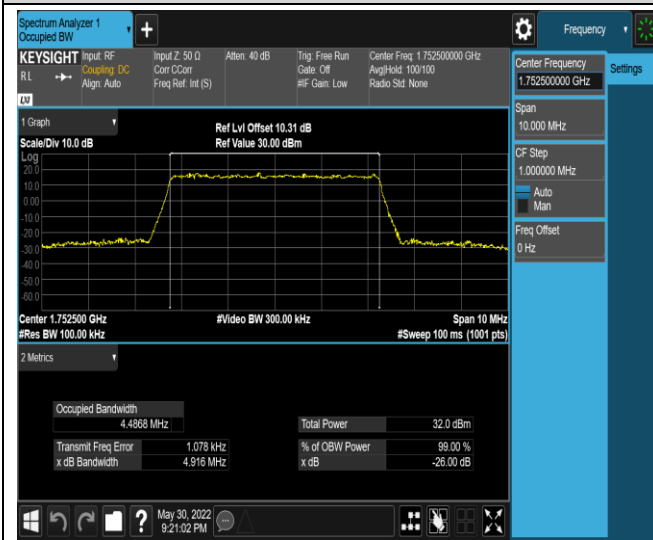 Spectrum Analyzer 1
Occupied BW
+
Frequency
KEYSIGHT
RL
LXI
Input: RF
Coupling: DC
Align: Auto
Input Z: 50 Ω
Corr CCorr
Freq Ref: Int (S)
Atten: 40 dB
Trig: Free Run
Gate: Off
#IF Gain: Low
Center Freq: 1.752500000 GHz
Avg|Hold: 100/100
Radio Std: None
Center Frequency
1.752500000 GHz
Settings
Span
10.000 MHz
CF Step
1.000000 MHz
Auto
Man
Freq Offset
0 Hz
1 Graph
Scale/Div 10.0 dB
Ref Lvl Offset 10.31 dB
Ref Value 30.00 dBm
Log
20.0
10.0
0.00
-10.0
-20.0
-30.0
-50.0
-60.0
Center 1.752500 GHz
#Video BW 300.00 kHz
Span 10 MHz
#Res BW 100.00 kHz
#Sweep 100 ms (1001 pts)
2 Metrics
Occupied Bandwidth
4.4868 MHz
Total Power 32.0 dBm
Transmit Freq Error 1.078 kHz
% of OBW Power 99.00 %
x dB Bandwidth 4.916 MHz
x dB -26.00 dB
?
May 30, 2022
9:21:02 PM